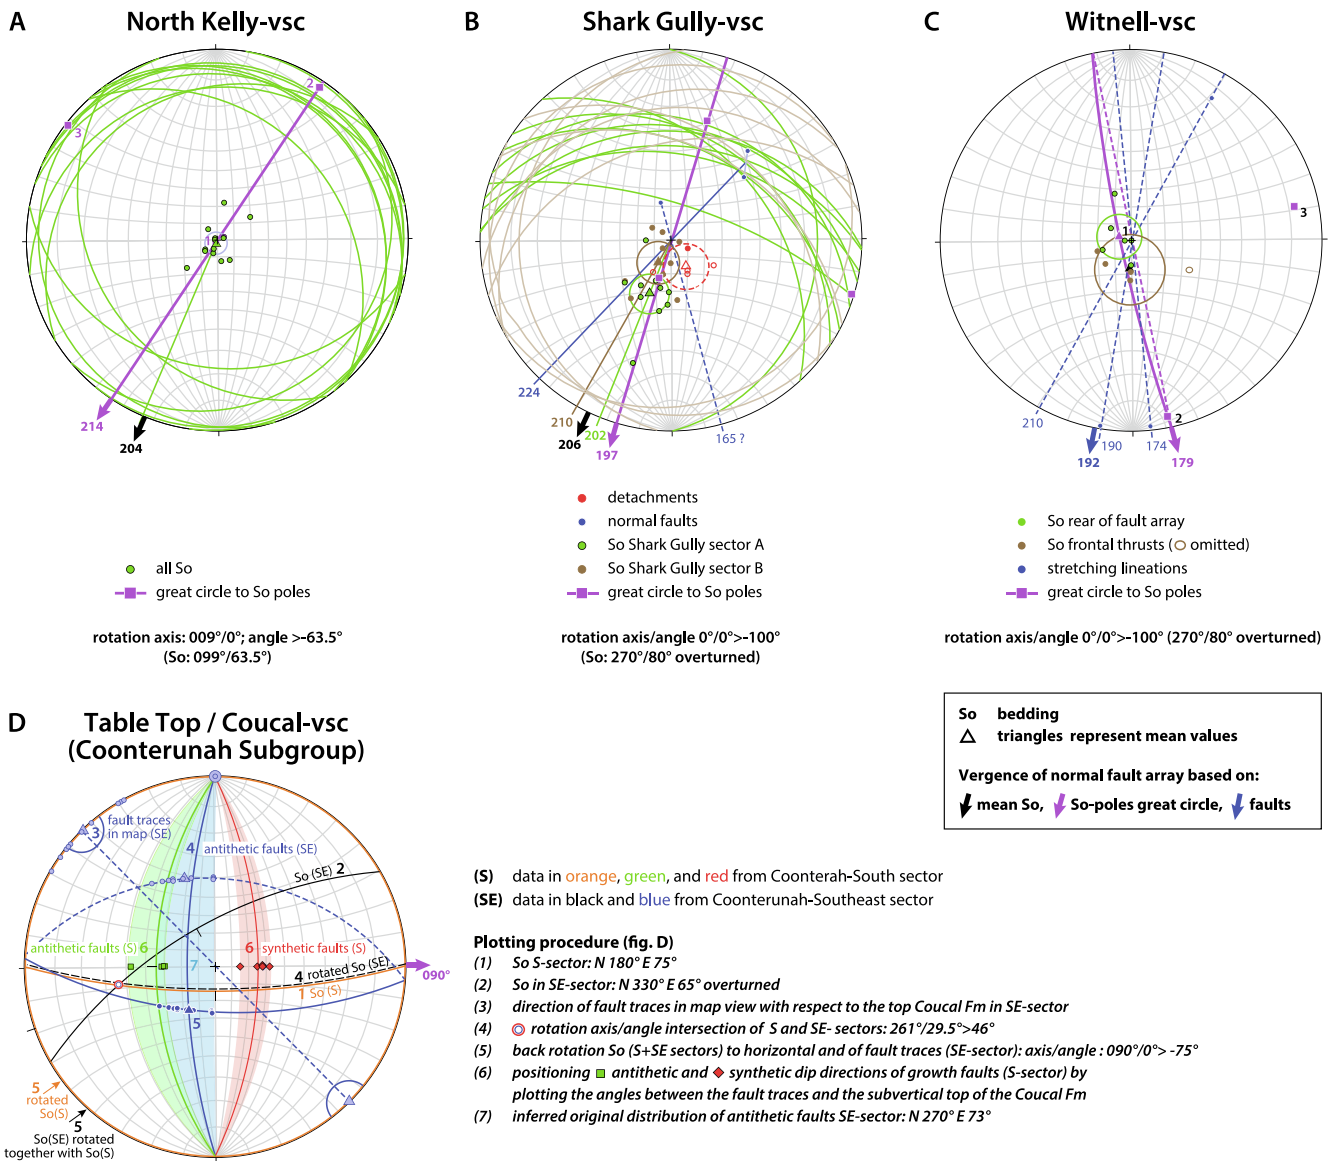 A North Kelly-vsc
2
3
1
214
204
all So
great circle to So poles
rotation axis: 009°/0°; angle >-63.5°
(So: 099°/63.5°)
B Shark Gully-vsc
224
210
206
202
197
165 ?
detachments
normal faults
So Shark Gully sector A
So Shark Gully sector B
great circle to So poles
rotation axis/angle 0°/0°>-100°
(So: 270°/80° overturned)
C Witnell-vsc
1
3
2
210
192
190
174
179
So rear of fault array
So frontal thrusts ( omitted)
stretching lineations
great circle to So poles
rotation axis/angle 0°/0°>-100° (270°/80° overturned)
So bedding
triangles represent mean values
Vergence of normal fault array based on:
mean So, So-poles great circle, faults
D Table Top / Coucal-vsc
(Coonterunah Subgroup)
3 fault traces
in map (SE)
4 antithetic faults (SE)
So (SE) 2
antithetic faults (S) 6
6 synthetic faults (S)
7
4 rotated So (SE)
1 So (S)
090°
5
5
rotated
So(S)
5
So(SE) rotated
together with So(S)
(S) data in orange, green, and red from Coonterah-South sector
(SE) data in black and blue from Coonterunah-Southeast sector
Plotting procedure (fig. D)
(1) So S-sector: N 180° E 75°
(2) So in SE-sector: N 330° E 65° overturned
(3) direction of fault traces in map view with respect to the top Coucal Fm in SE-sector
(4) rotation axis/angle intersection of S and SE- sectors: 261°/29.5°>46°
(5) back rotation So (S+SE sectors) to horizontal and of fault traces (SE-sector): axis/angle : 090°/0°> -75°
(6) positioning antithetic and synthetic dip directions of growth faults (S-sector) by
plotting the angles between the fault traces and the subvertical top of the Coucal Fm
(7) inferred original distribution of antithetic faults SE-sector: N 270° E 73°